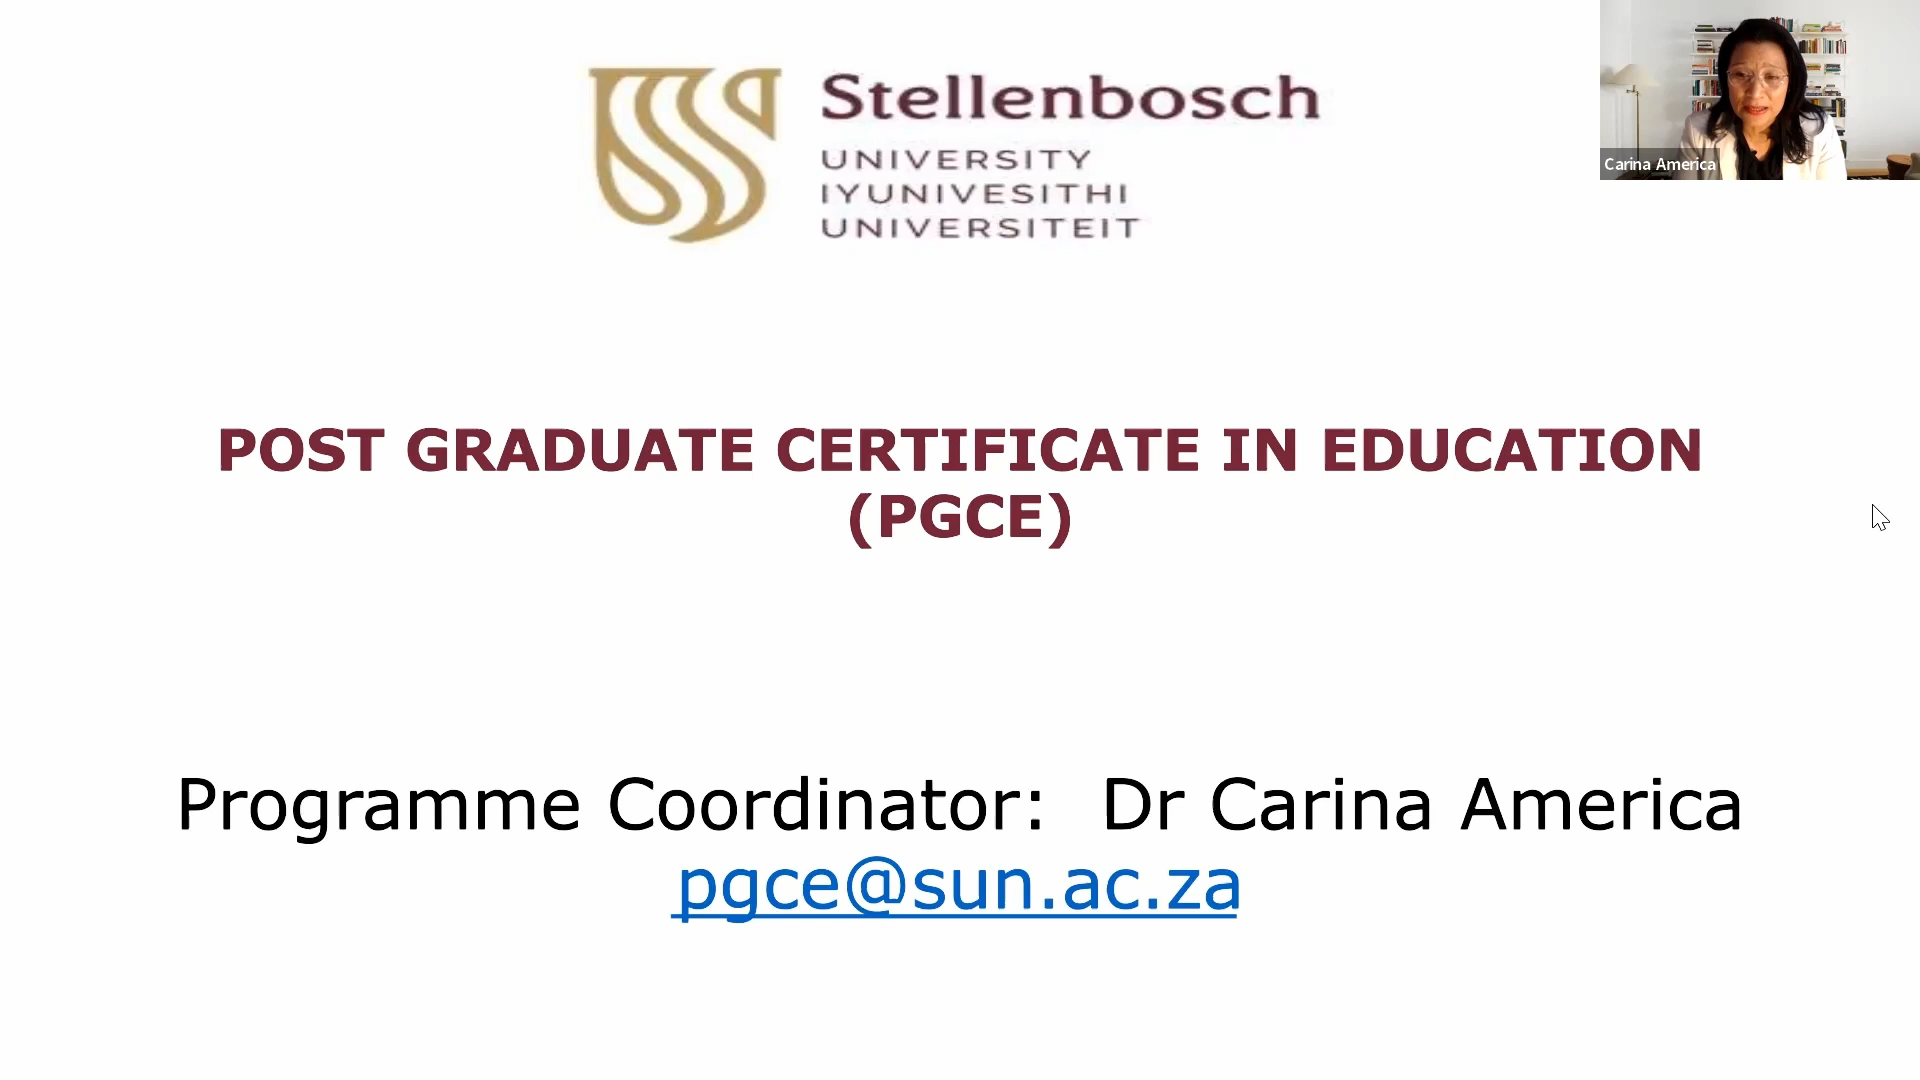 Stellenbosch
UNIVERSITY
IYUNIVESITHI
UNIVERSITEIT
Carina America
POST GRADUATE CERTIFICATE IN EDUCATION
(PGCE)
Programme Coordinator: Dr Carina America
pgce@sun.ac.za